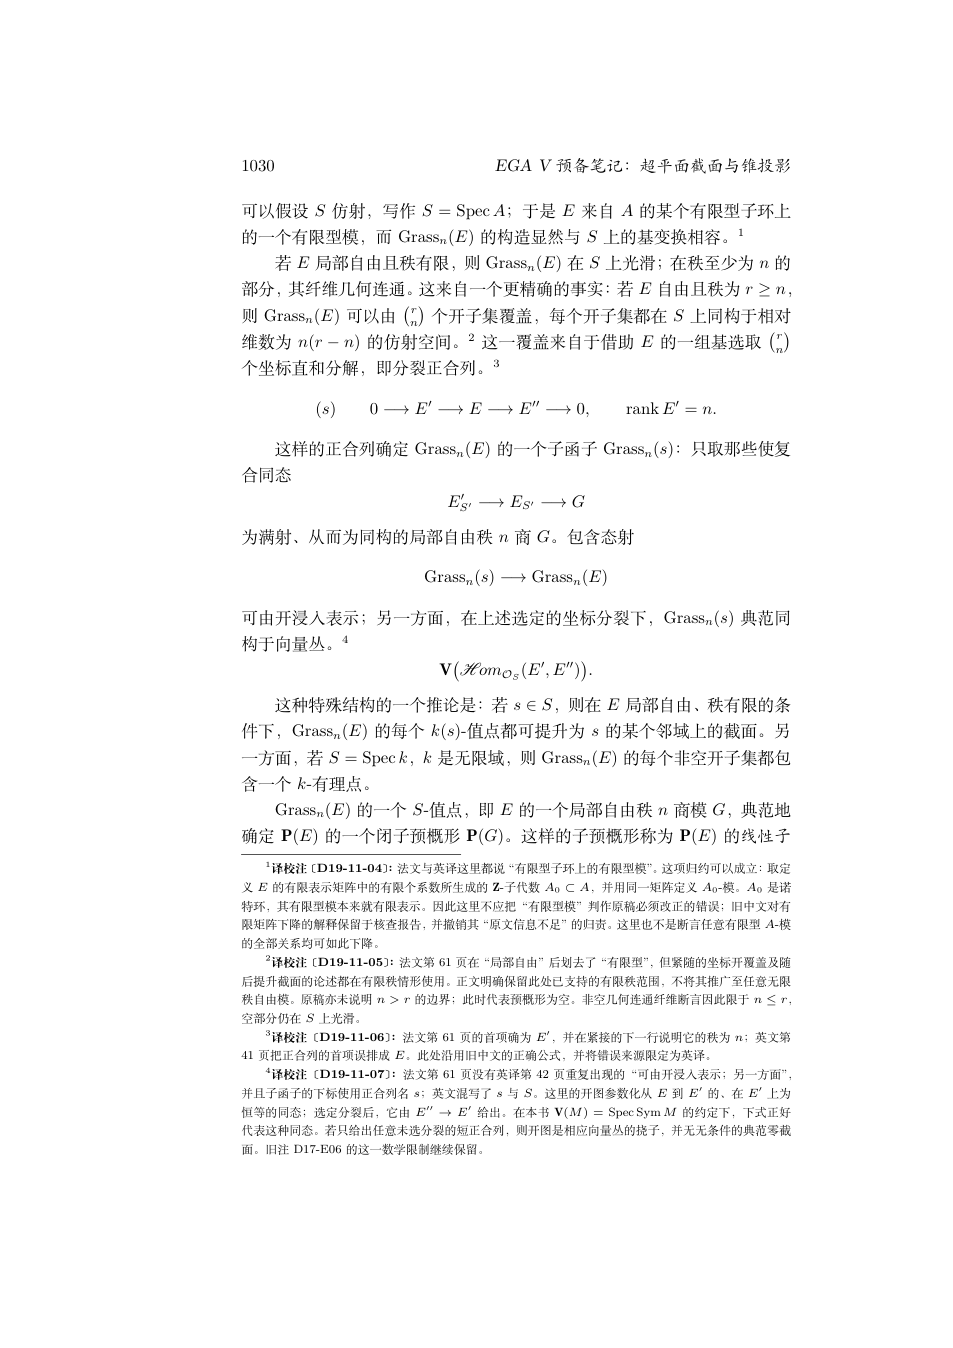 1030 EGA V 预备笔记：超平面截面与锥投影
可以假设 S 仿射，写作 S = Spec A；于是 E 来自 A 的某个有限型子环上
的一个有限型模，而 Grassₙ(E) 的构造显然与 S 上的基变换相容。¹
若 E 局部自由且秩有限，则 Grassₙ(E) 在 S 上光滑；在秩至少为 n 的
部分，其纤维几何连通。这来自一个更精确的事实：若 E 自由且秩为 r ≥ n，
则 Grassₙ(E) 可以由 (r n) 个开子集覆盖，每个开子集都在 S 上同构于相对
维数为 n(r − n) 的仿射空间。² 这一覆盖来自于借助 E 的一组基选取 (r n)
个坐标直和分解，即分裂正合列。³
(s) 0 ⟶ E′ ⟶ E ⟶ E″ ⟶ 0, rank E′ = n.
这样的正合列确定 Grassₙ(E) 的一个子函子 Grassₙ(s)：只取那些使复
合同态
E′_{S′} ⟶ E_{S′} ⟶ G
为满射、从而为同构的局部自由秩 n 商 G。包含态射
Grassₙ(s) ⟶ Grassₙ(E)
可由开浸入表示；另一方面，在上述选定的坐标分裂下，Grassₙ(s) 典范同
构于向量丛。⁴
V(ℋom_{𝒪_S}(E′, E″)).
这种特殊结构的一个推论是：若 s ∈ S，则在 E 局部自由、秩有限的条
件下，Grassₙ(E) 的每个 k(s)-值点都可提升为 s 的某个邻域上的截面。另
一方面，若 S = Spec k，k 是无限域，则 Grassₙ(E) 的每个非空开子集都包
含一个 k-有理点。
Grassₙ(E) 的一个 S-值点，即 E 的一个局部自由秩 n 商模 G，典范地
确定 P(E) 的一个闭子预概形 P(G)。这样的子预概形称为 P(E) 的线性子
¹译校注〔D19-11-04〕：法文与英译这里都说 “有限型子环上的有限型模”。这项归约可以成立：取定
义 E 的有限表示矩阵中的有限个系数所生成的 Z-子代数 A₀ ⊂ A，并用同一矩阵定义 A₀-模。A₀ 是诺
特环，其有限型模本来就有限表示。因此这里不应把 “有限型模” 判作原稿必须改正的错误；旧中文对有
限矩阵下降的解释保留于核查报告，并撤销其 “原文信息不足” 的归责。这里也不是断言任意有限型 A-模
的全部关系均可如此下降。
²译校注〔D19-11-05〕：法文第 61 页在 “局部自由” 后划去了 “有限型”，但紧随的坐标开覆盖及随
后提升截面的论述都在有限秩情形使用。正文明确保留此处已支持的有限秩范围，不将其推广至任意无限
秩自由模。原稿亦未说明 n > r 的边界；此时代表预概形为空。非空几何连通纤维断言因此限于 n ≤ r，
空部分仍在 S 上光滑。
³译校注〔D19-11-06〕：法文第 61 页的首项确为 E′，并在紧接的下一行说明它的秩为 n；英文第
41 页把正合列的首项误排成 E。此处沿用旧中文的正确公式，并将错误来源限定为英译。
⁴译校注〔D19-11-07〕：法文第 61 页没有英译第 42 页重复出现的 “可由开浸入表示；另一方面”，
并且子函子的下标使用正合列名 s；英文混写了 s 与 S。这里的开图参数化从 E 到 E′ 的、在 E′ 上为
恒等的同态；选定分裂后，它由 E″ → E′ 给出。在本书 V(M) = Spec Sym M 的约定下，下式正好
代表这种同态。若只给出任意未选分裂的短正合列，则开图是相应向量丛的挠子，并无无条件的典范零截
面。旧注 D17-E06 的这一数学限制继续保留。